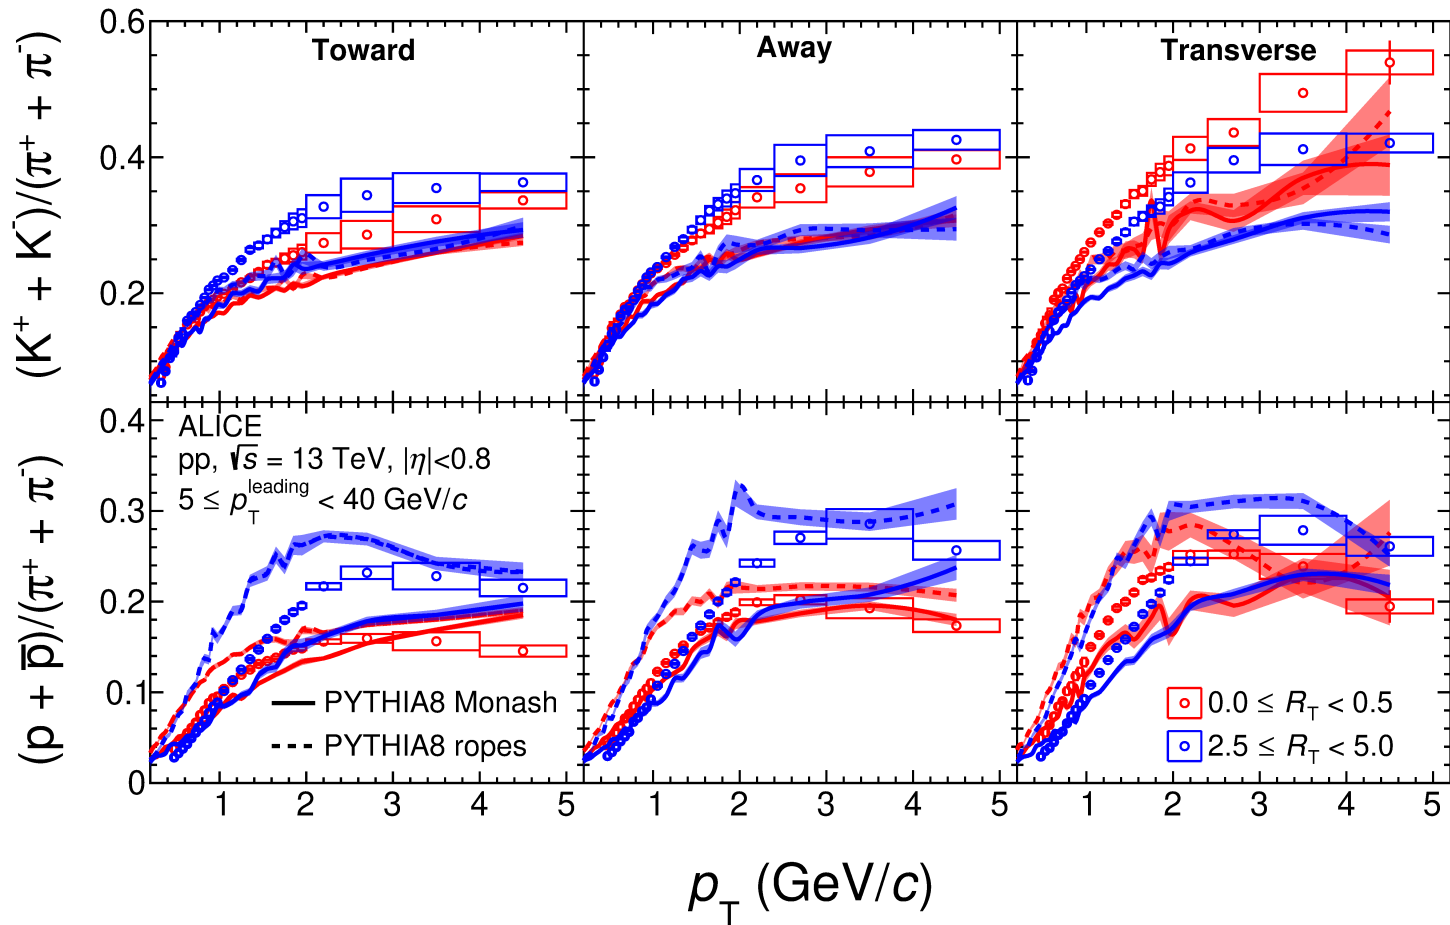 (K⁺ + K⁻)/(π⁺ + π⁻)
0.6
0.4
0.2
Toward
Away
Transverse
(p + p̅)/(π⁺ + π⁻)
0.4
0.3
0.2
0.1
0
ALICE
pp, √s = 13 TeV, |η|<0.8
5 ≤ p_T^leading < 40 GeV/c
PYTHIA8 Monash
PYTHIA8 ropes
0.0 ≤ R_T < 0.5
2.5 ≤ R_T < 5.0
1 2 3 4 5 1 2 3 4 5 1 2 3 4 5
p_T (GeV/c)